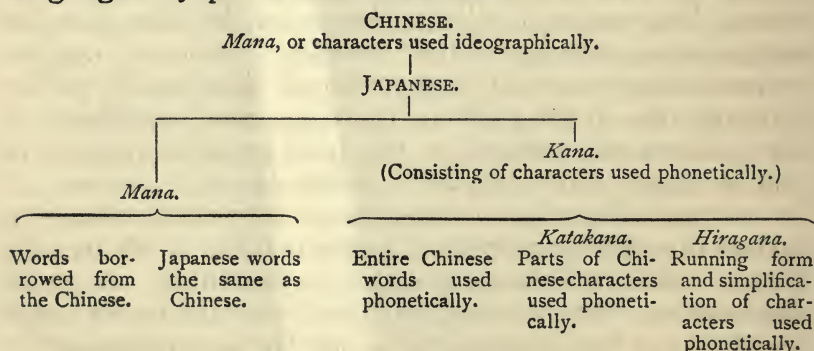 CHINESE.
Mana, or characters used ideographically.
JAPANESE.
Mana.
Words bor-
rowed from
the Chinese.
Japanese words
the same as
Chinese.
Kana.
(Consisting of characters used phonetically.)
Entire Chinese
words used
phonetically.
Katakana.
Parts of Chi-
nese characters
used phoneti-
cally.
Hiragana.
Running form
and simplifica-
tion of char-
acters used
phonetically.